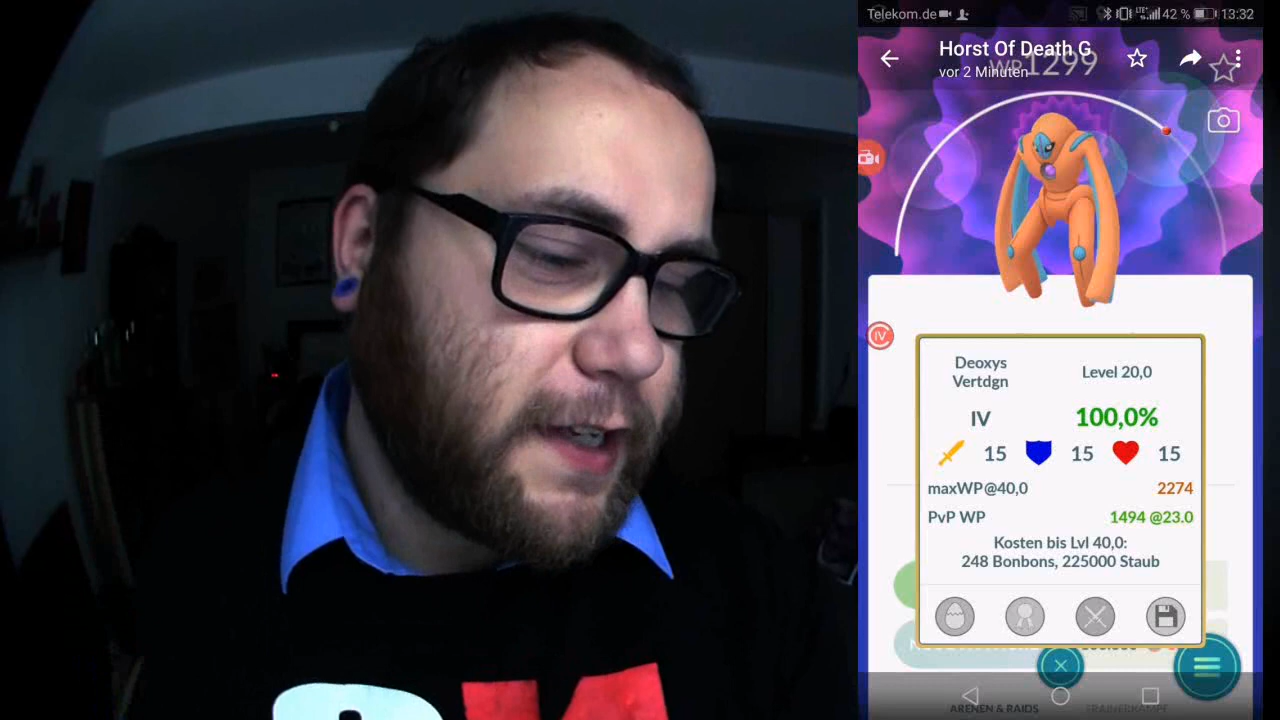 Telekom.de 42 % 13:32
Horst Of Death G
WP1299
vor 2 Minuten
IV
Deoxys
Vertdgn
Level 20,0
IV 100,0%
15 15 15
maxWP@40,0 2274
PvP WP 1494 @23.0
Kosten bis Lvl 40,0:
248 Bonbons, 225000 Staub
ARENEN & RAIDS TRAINERKÄMPFE